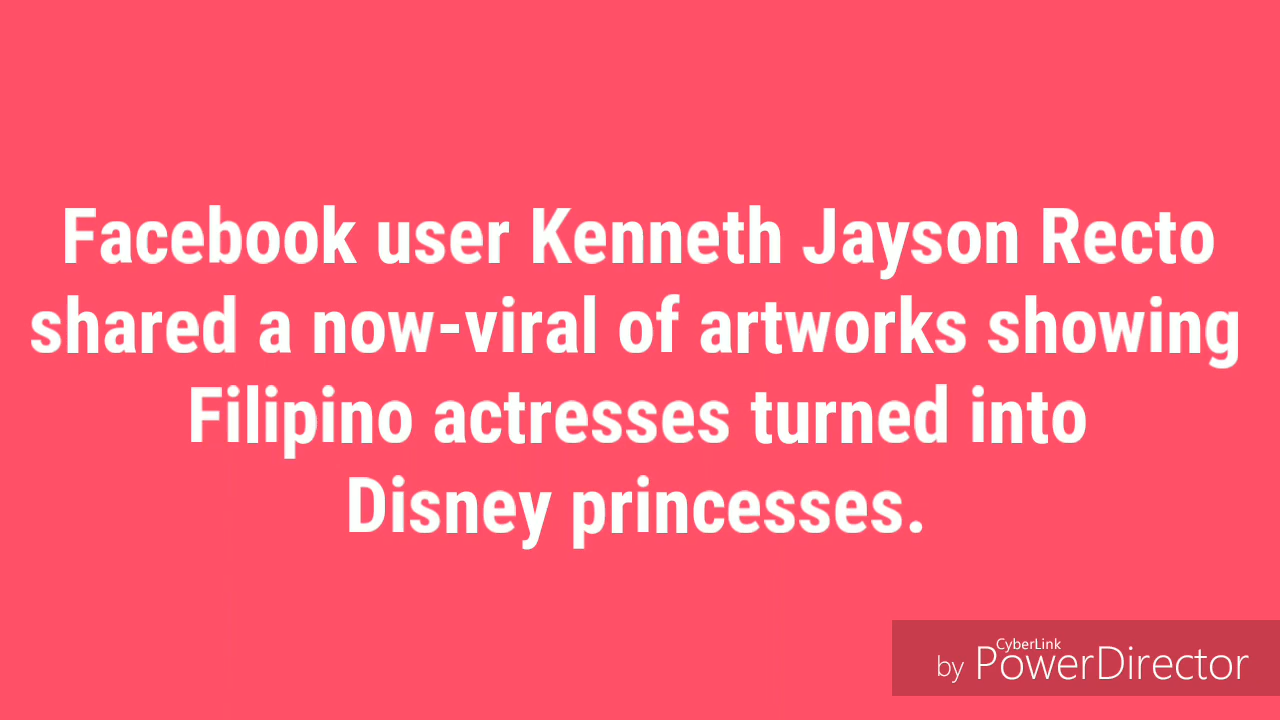 Facebook user Kenneth Jayson Recto
shared a now-viral of artworks showing
Filipino actresses turned into
Disney princesses.
CyberLink
by PowerDirector